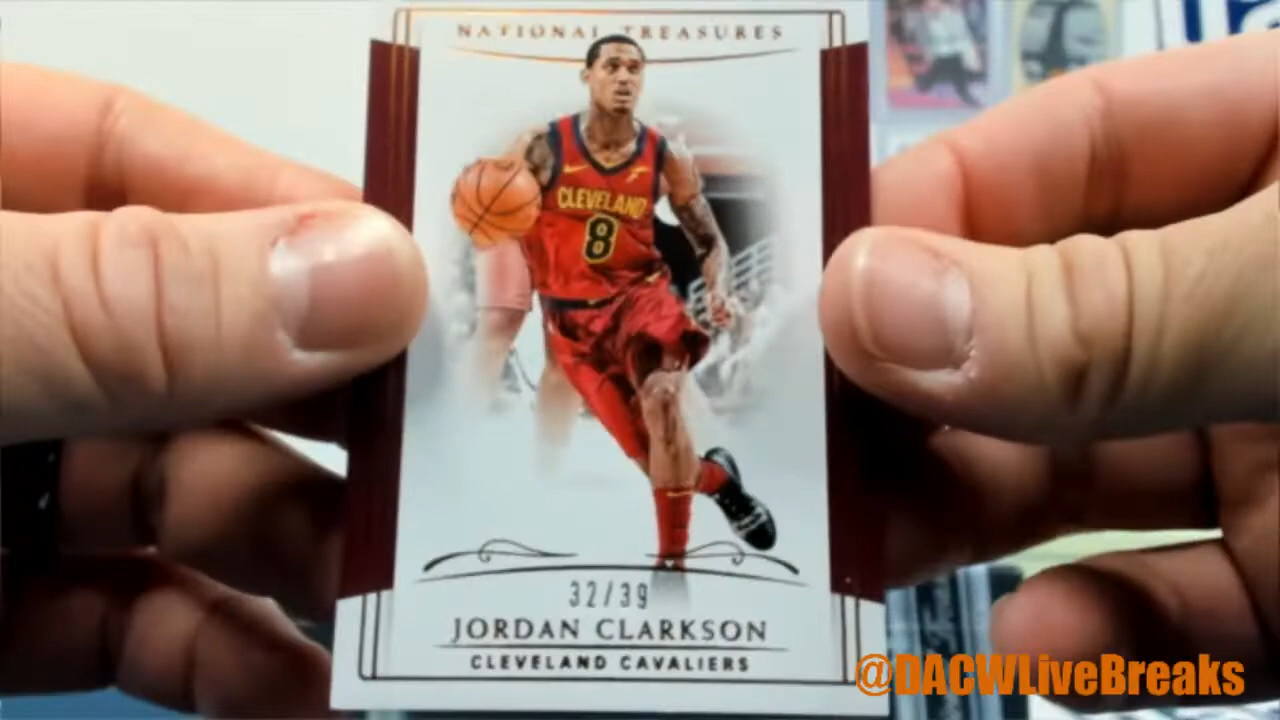 NATIONAL TREASURES
CLEVELAND
8
32/39
JORDAN CLARKSON
CLEVELAND CAVALIERS
@DACWLiveBreaks